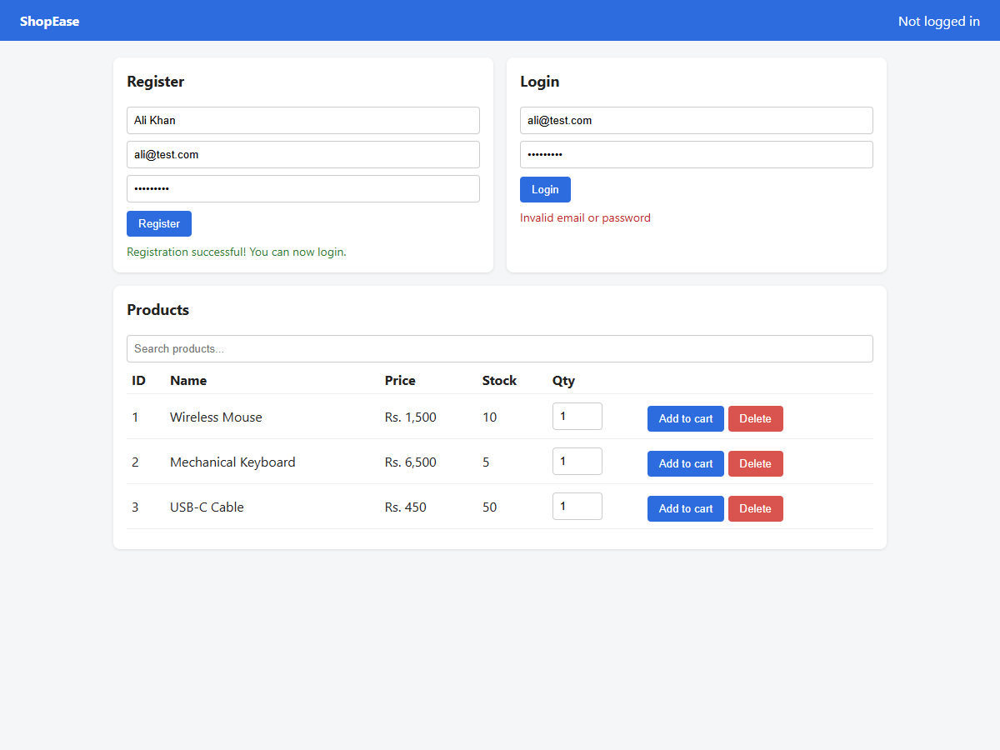 ShopEase Not logged in
Register
Ali Khan
ali@test.com
•••••••••
Register
Registration successful! You can now login.
Login
ali@test.com
•••••••••
Login
Invalid email or password
Products
Search products...
ID Name Price Stock Qty
1 Wireless Mouse Rs. 1,500 10 1 Add to cart Delete
2 Mechanical Keyboard Rs. 6,500 5 1 Add to cart Delete
3 USB-C Cable Rs. 450 50 1 Add to cart Delete